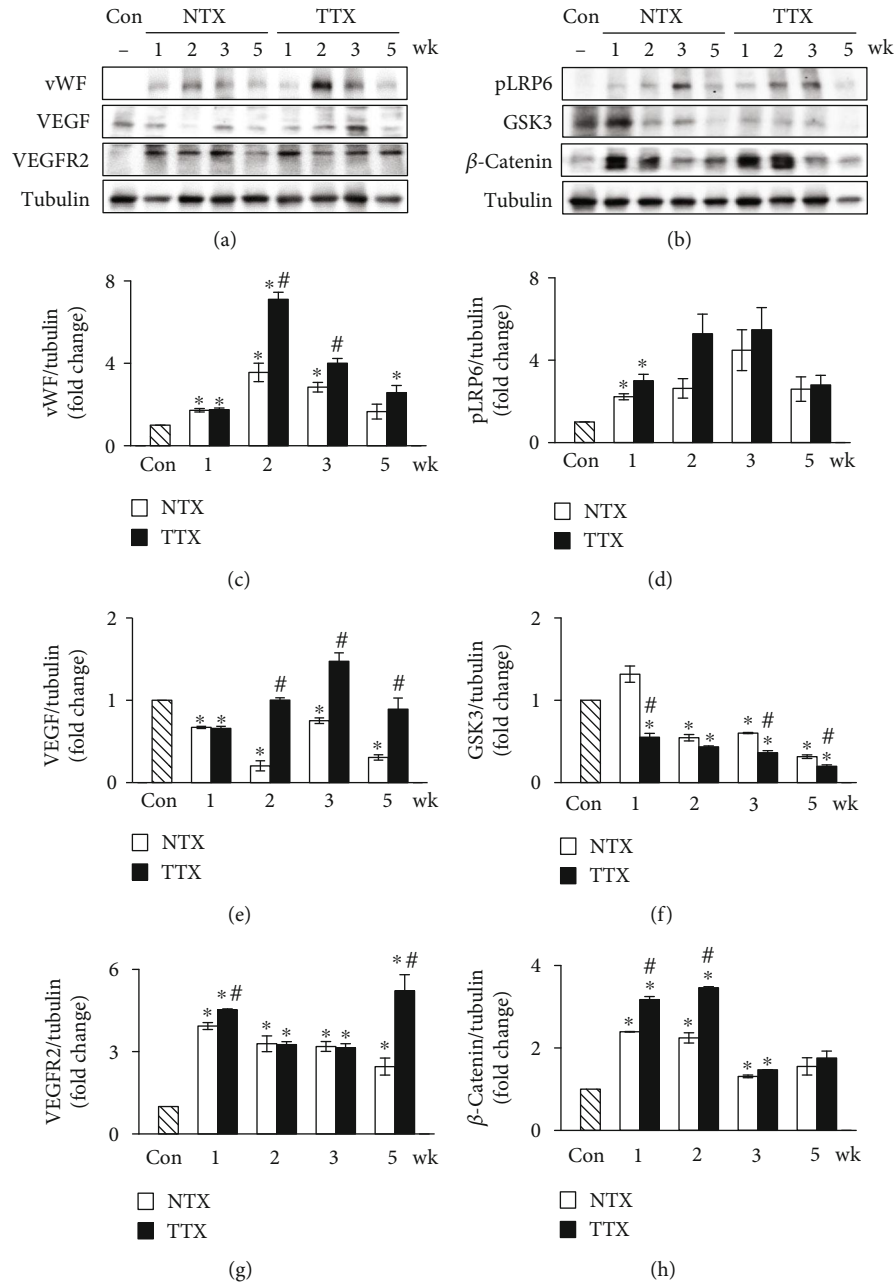 Con NTX TTX
– 1 2 3 5 1 2 3 5 wk
vWF
VEGF
VEGFR2
Tubulin
(a)
Con NTX TTX
– 1 2 3 5 1 2 3 5 wk
pLRP6
GSK3
β-Catenin
Tubulin
(b)
vWF/tubulin
(fold change)
8
4
0
* * * *# * # *
Con 1 2 3 5 wk
NTX
TTX
(c)
pLRP6/tubulin
(fold change)
8
4
0
* *
Con 1 2 3 5 wk
NTX
TTX
(d)
VEGF/tubulin
(fold change)
2
1
0
* * * # * # * #
Con 1 2 3 5 wk
NTX
TTX
(e)
GSK3/tubulin
(fold change)
2
1
0
# # #
* * * * * * *
Con 1 2 3 5 wk
NTX
TTX
(f)
VEGFR2/tubulin
(fold change)
6
3
0
* *# * * * * * *#
Con 1 2 3 5 wk
NTX
TTX
(g)
β-Catenin/tubulin
(fold change)
4
2
0
# #
* * * * * *
Con 1 2 3 5 wk
NTX
TTX
(h)